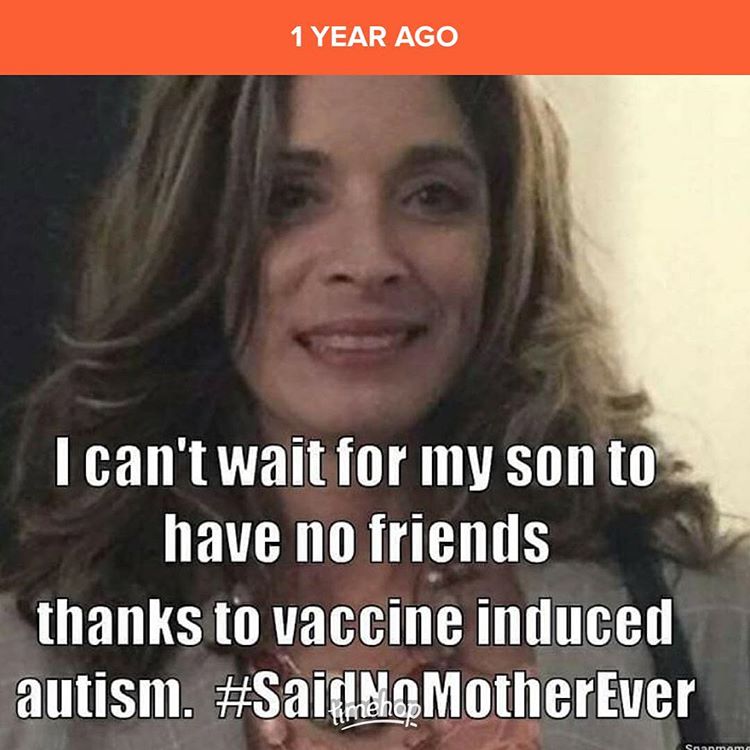 1 YEAR AGO
I can't wait for my son to
have no friends
thanks to vaccine induced
autism. #SaidNoMotherEver
timehop